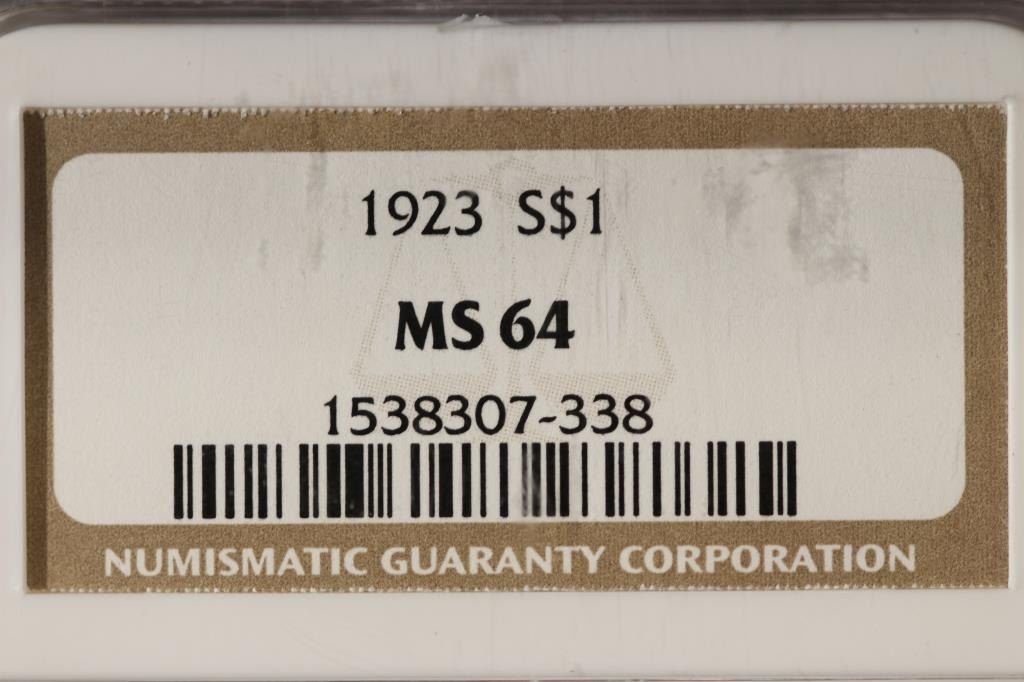 1923 S$1
MS 64
1538307-338
NUMISMATIC GUARANTY CORPORATION